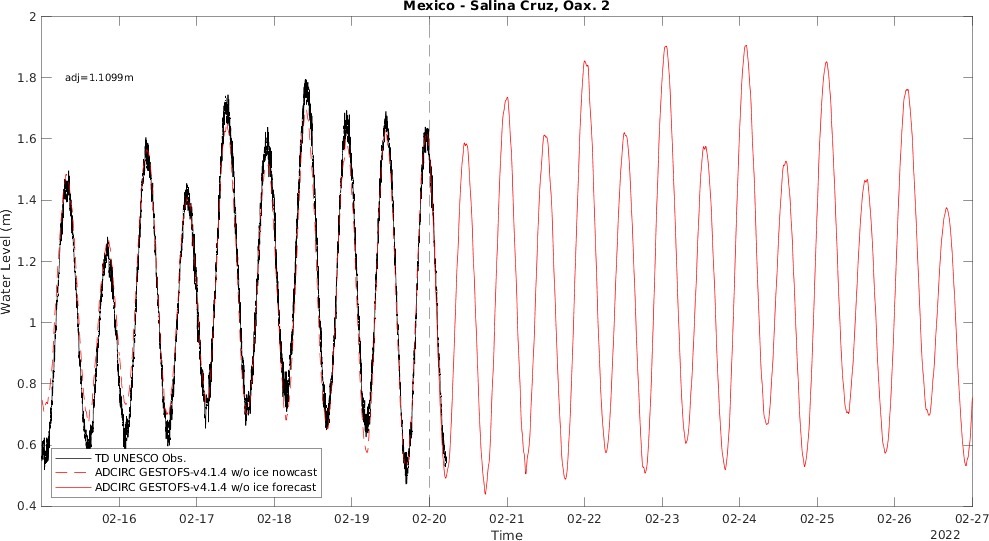 Mexico - Salina Cruz, Oax. 2
2
1.8
1.6
1.4
1.2
1
0.8
0.6
0.4
Water Level (m)
adj=1.1099m
TD UNESCO Obs.
ADCIRC GESTOFS-v4.1.4 w/o ice nowcast
ADCIRC GESTOFS-v4.1.4 w/o ice forecast
02-16 02-17 02-18 02-19 02-20 02-21 02-22 02-23 02-24 02-25 02-26 02-27
Time
2022